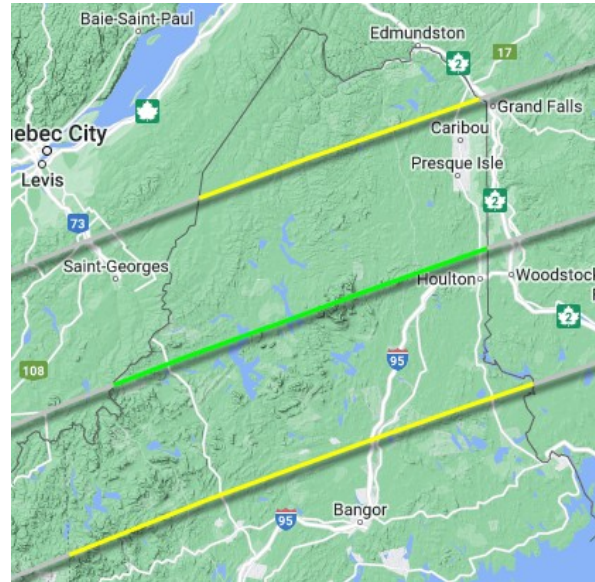 Baie-Saint-Paul
Edmundston
2
17
Grand Falls
uebec City
Caribou
Levis
Presque Isle
73
2
Saint-Georges
Houlton
Woodstock
2
108
95
95
Bangor